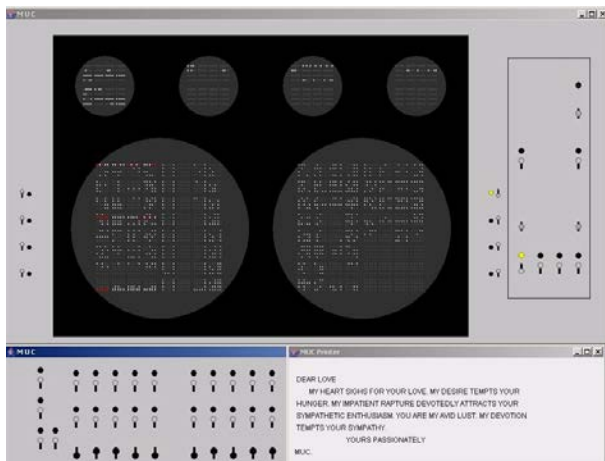 MUC
MUC
MUC Printer
DEAR LOVE
MY HEART SIGHS FOR YOUR LOVE. MY DESIRE TEMPTS YOUR
HUNGER. MY IMPATIENT RAPTURE DEVOTEDLY ATTRACTS YOUR
SYMPATHETIC ENTHUSIASM. YOU ARE MY AVID LUST. MY DEVOTION
TEMPTS YOUR SYMPATHY.
YOURS PASSIONATELY
MUC.